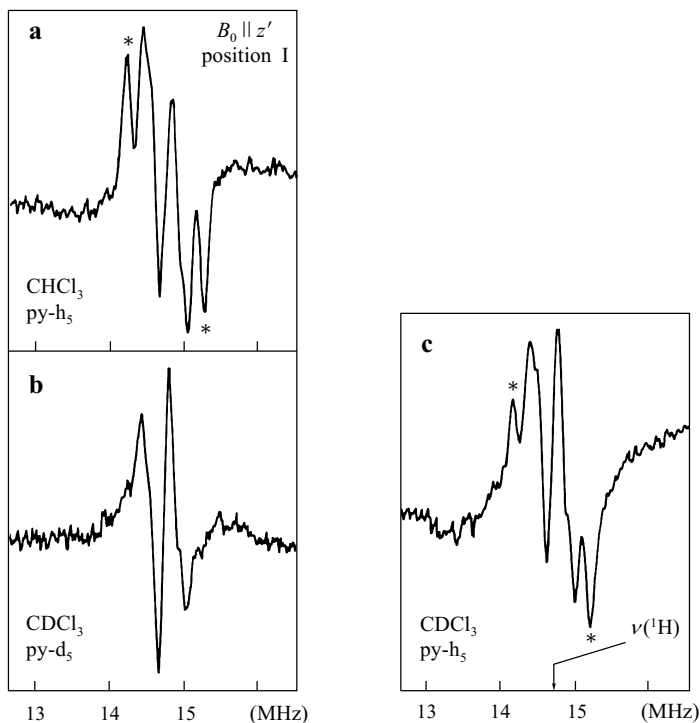 a
*
B₀ || z′
position I
CHCl₃
py-h₅
*
13 14 15
b
CDCl₃
py-d₅
13 14 15 (MHz)
c
*
*
CDCl₃
py-h₅
ν(¹H)
13 14 15 (MHz)